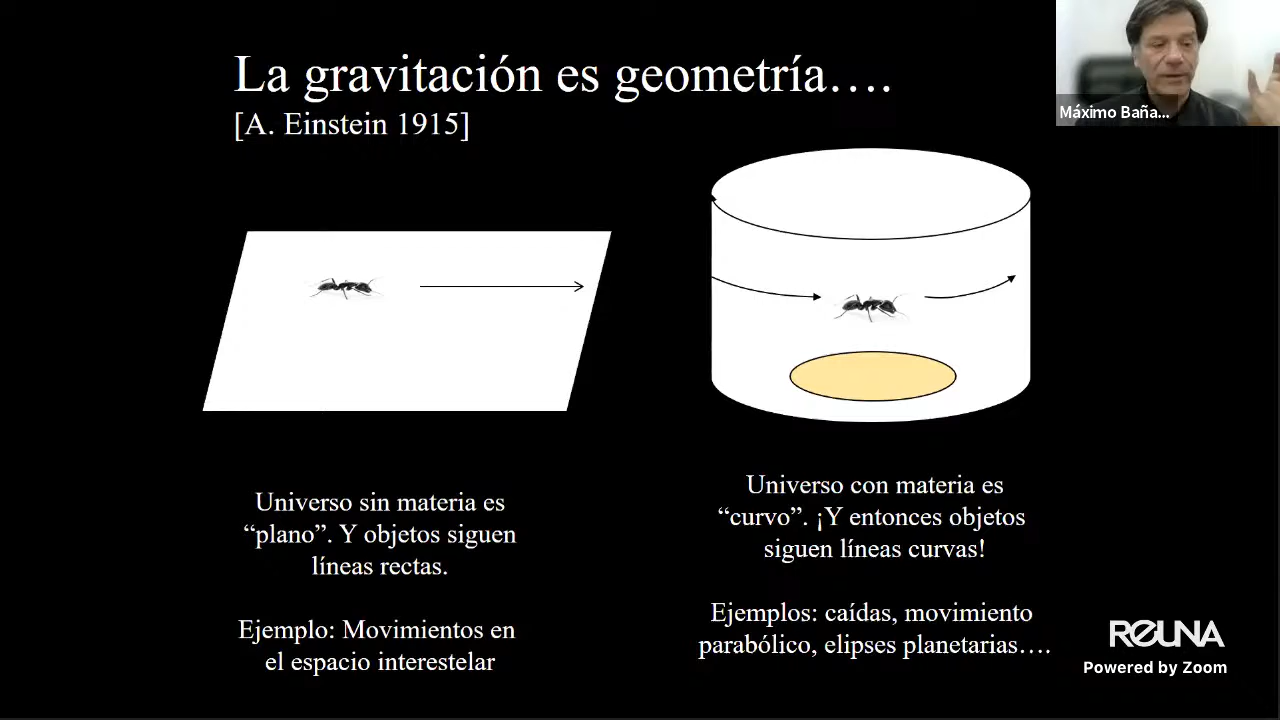 La gravitación es geometría….
[A. Einstein 1915]
Máximo Baña...
Universo sin materia es
“plano”. Y objetos siguen
líneas rectas.
Ejemplo: Movimientos en
el espacio interestelar
Universo con materia es
“curvo”. ¡Y entonces objetos
siguen líneas curvas!
Ejemplos: caídas, movimiento
parabólico, elipses planetarias….
REUNA
Powered by Zoom